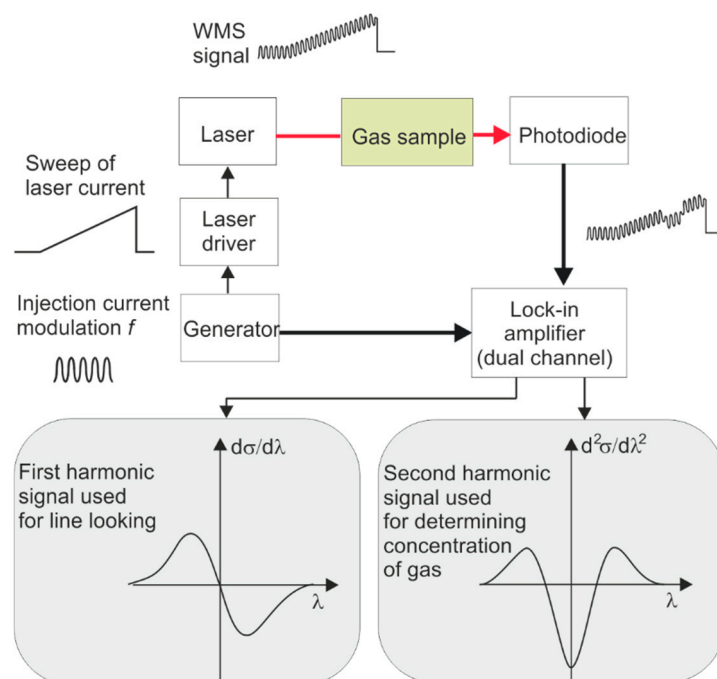 WMS
signal
Laser
Gas sample
Photodiode
Sweep of
laser current
Laser
driver
Injection current
modulation f
Generator
Lock-in
amplifier
(dual channel)
dσ/dλ
First harmonic
signal used
for line looking
λ
d²σ/dλ²
Second harmonic
signal used
for determining
concentration
of gas
λ